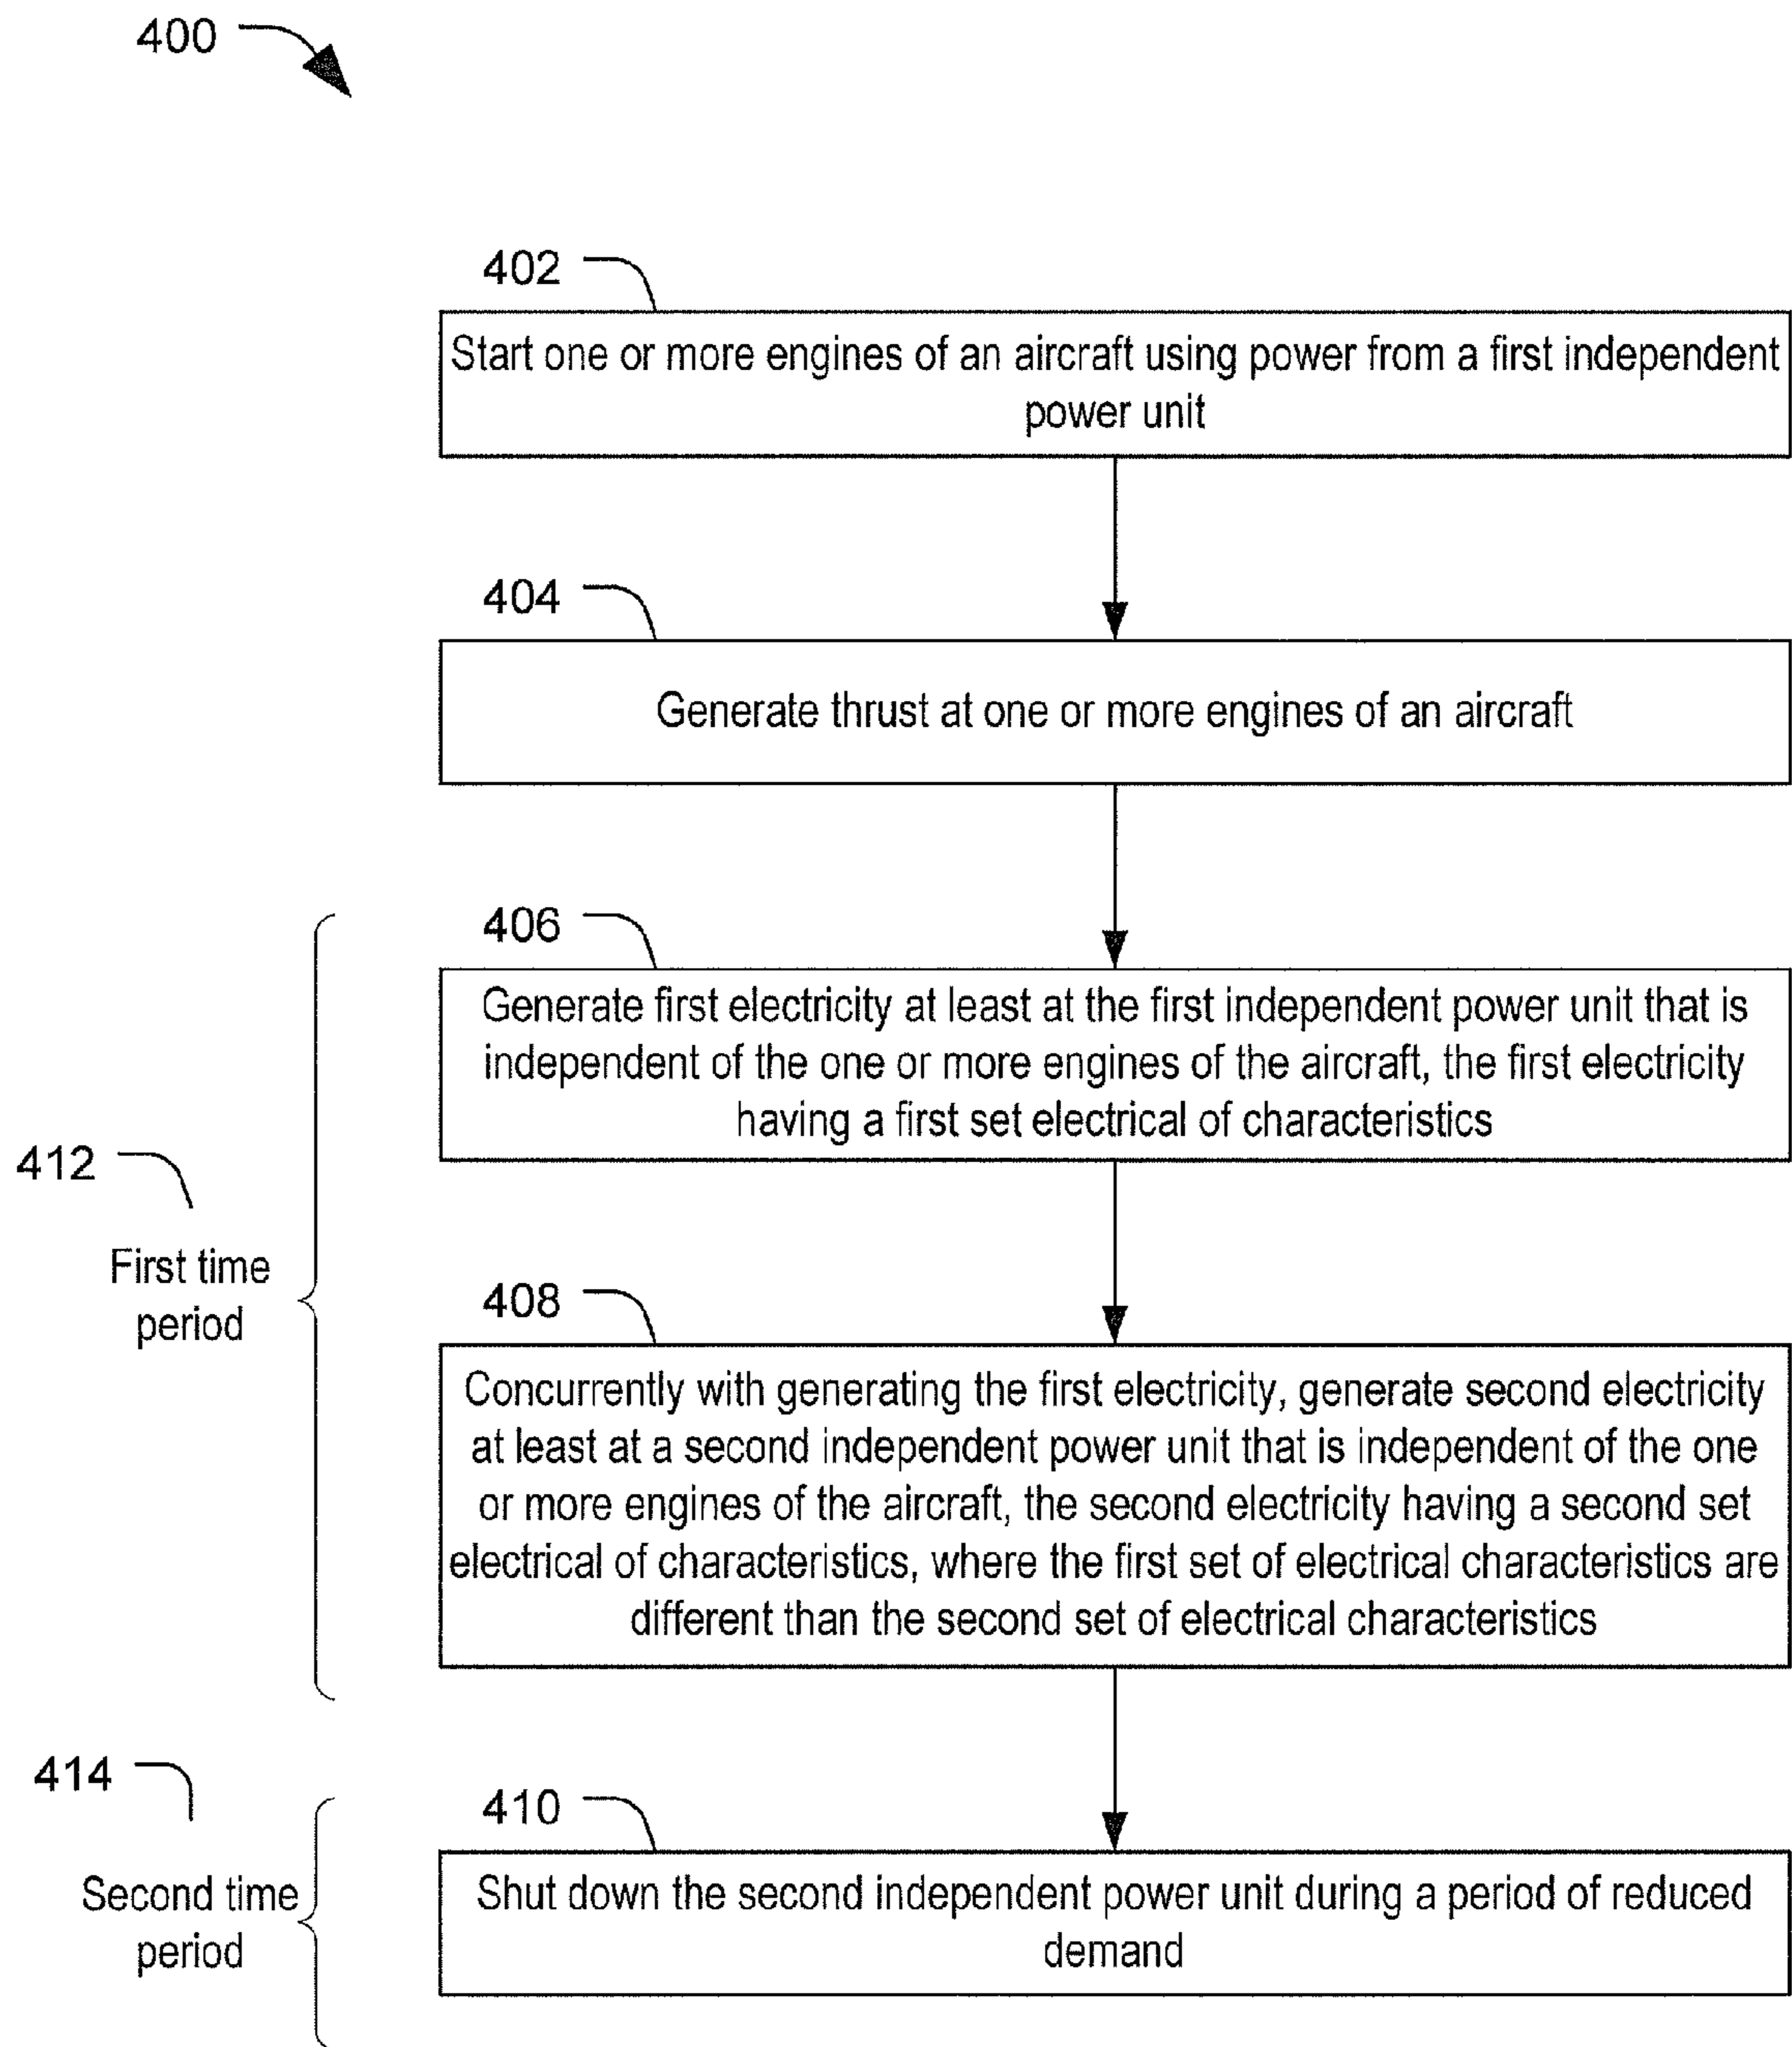 400
402
Start one or more engines of an aircraft using power from a first independent
power unit
404
Generate thrust at one or more engines of an aircraft
406
Generate first electricity at least at the first independent power unit that is
independent of the one or more engines of the aircraft, the first electricity
having a first set electrical of characteristics
412
First time
period
408
Concurrently with generating the first electricity, generate second electricity
at least at a second independent power unit that is independent of the one
or more engines of the aircraft, the second electricity having a second set
electrical of characteristics, where the first set of electrical characteristics are
different than the second set of electrical characteristics
414
Second time
period
410
Shut down the second independent power unit during a period of reduced
demand